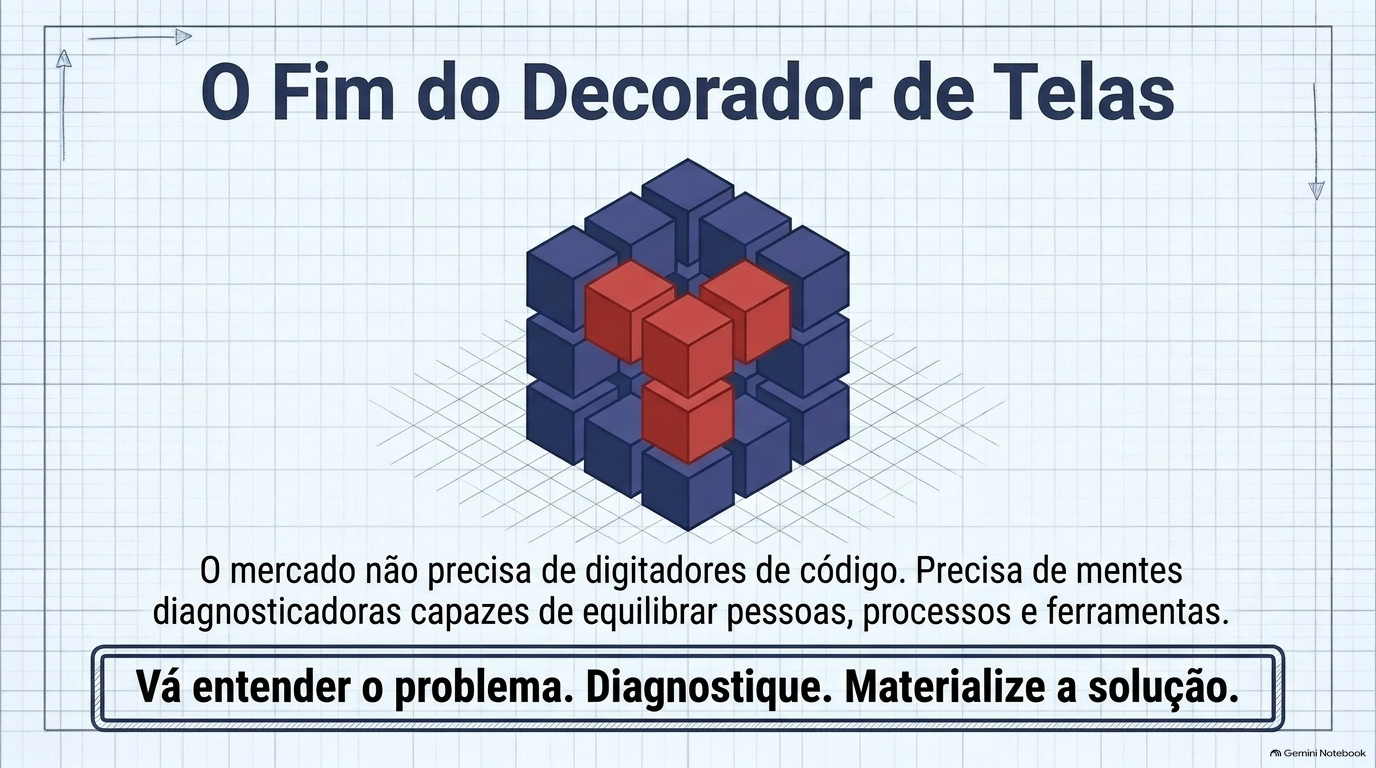 O Fim do Decorador de Telas
O mercado não precisa de digitadores de código. Precisa de mentes
diagnosticadoras capazes de equilibrar pessoas, processos e ferramentas.
Vá entender o problema. Diagnostique. Materialize a solução.
Gemini Notebook